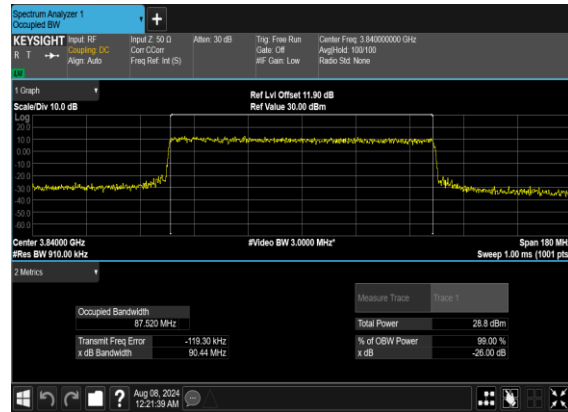 Spectrum Analyzer 1
Occupied BW
KEYSIGHT
R T
LXI
Input: RF
Coupling: DC
Align: Auto
Input Z: 50 Ω
Corr CCorr
Freq Ref: Int (S)
Atten: 30 dB
Trig: Free Run
Gate: Off
#IF Gain: Low
Center Freq: 3.840000000 GHz
Avg|Hold: 100/100
Radio Std: None
1 Graph
Scale/Div 10.0 dB
Ref Lvl Offset 11.90 dB
Ref Value 30.00 dBm
Log
20.0
10.0
0.00
-10.0
-20.0
-30.0
-40.0
-50.0
-60.0
Center 3.84000 GHz
#Res BW 910.00 kHz
#Video BW 3.0000 MHz*
Span 180 MH
Sweep 1.00 ms (1001 pts
2 Metrics
Occupied Bandwidth
87.520 MHz
Transmit Freq Error -119.30 kHz
x dB Bandwidth 90.44 MHz
Measure Trace Trace 1
Total Power 28.8 dBm
% of OBW Power 99.00 %
x dB -26.00 dB
?
Aug 08, 2024
12:21:39 AM